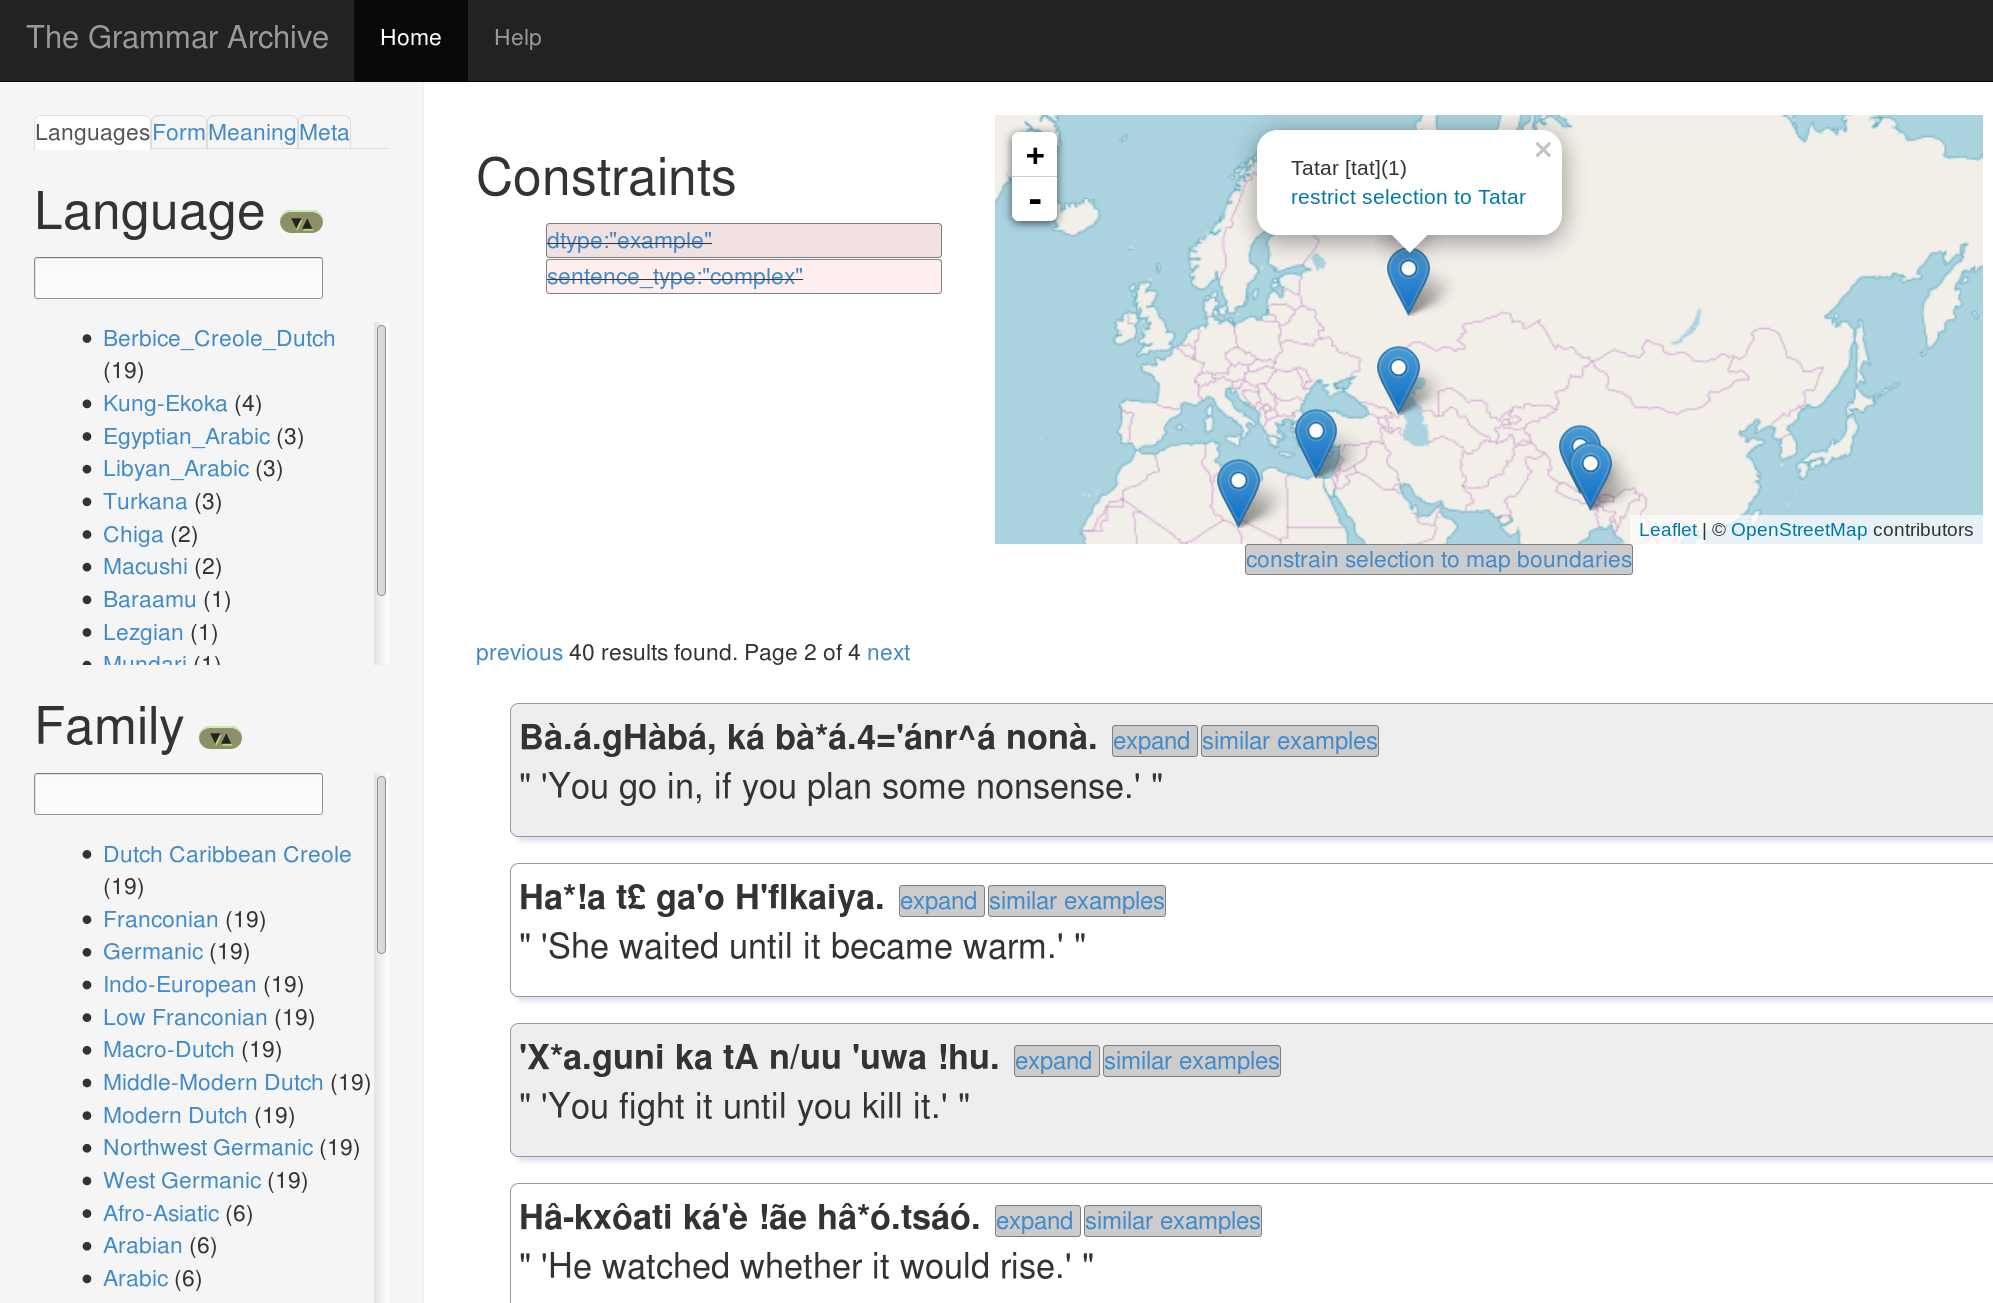 The Grammar Archive Home Help
Languages Form Meaning Meta
Language ▼▲
Berbice_Creole_Dutch
(19)
Kung-Ekoka (4)
Egyptian_Arabic (3)
Libyan_Arabic (3)
Turkana (3)
Chiga (2)
Macushi (2)
Baraamu (1)
Lezgian (1)
Mundari (1)
Family ▼▲
Dutch Caribbean Creole
(19)
Franconian (19)
Germanic (19)
Indo-European (19)
Low Franconian (19)
Macro-Dutch (19)
Middle-Modern Dutch (19)
Modern Dutch (19)
Northwest Germanic (19)
West Germanic (19)
Afro-Asiatic (6)
Arabian (6)
Arabic (6)
Constraints
dtype:"example"
sentence_type:"complex"
+
-
Tatar [tat](1)
restrict selection to Tatar
×
Leaflet | © OpenStreetMap contributors
constrain selection to map boundaries
previous 40 results found. Page 2 of 4 next
Bà.á.gHàbá, ká bà*á.4='ánr^á nonà. expand similar examples
" 'You go in, if you plan some nonsense.' "
Ha*!a t£ ga'o H'flkaiya. expand similar examples
" 'She waited until it became warm.' "
'X*a.guni ka tA n/uu 'uwa !hu. expand similar examples
" 'You fight it until you kill it.' "
Hâ-kxôati ká'è !ãe hâ*ó.tsáó. expand similar examples
" 'He watched whether it would rise.' "